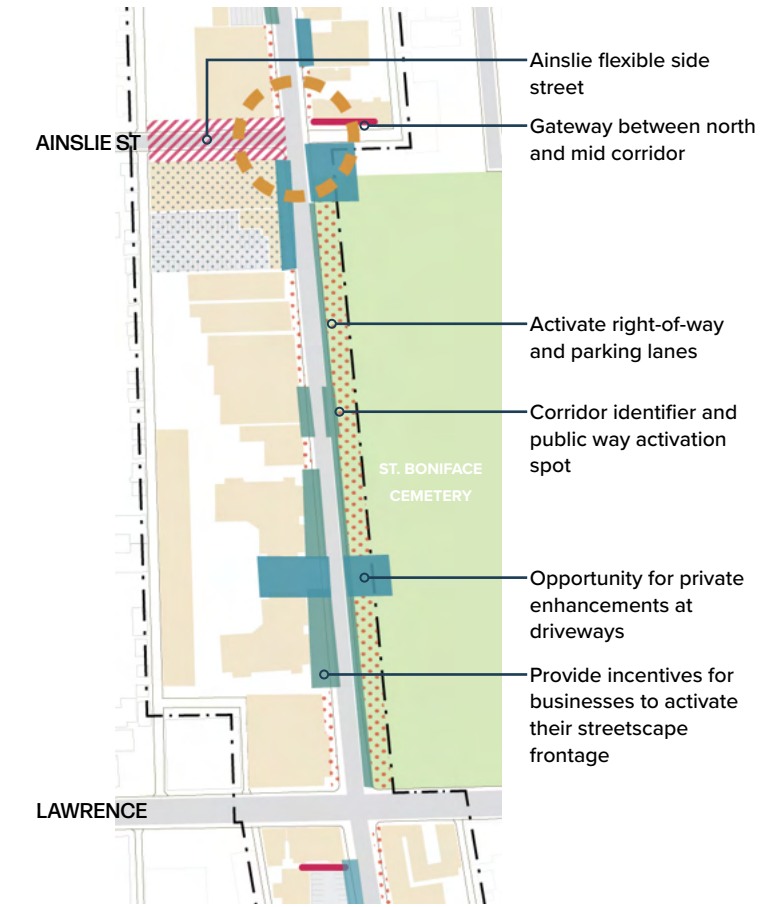 Ainslie flexible side
street
AINSLIE ST
Gateway between north
and mid corridor
Activate right-of-way
and parking lanes
Corridor identifier and
public way activation
spot
ST. BONIFACE
CEMETERY
Opportunity for private
enhancements at
driveways
Provide incentives for
businesses to activate
their streetscape
frontage
LAWRENCE